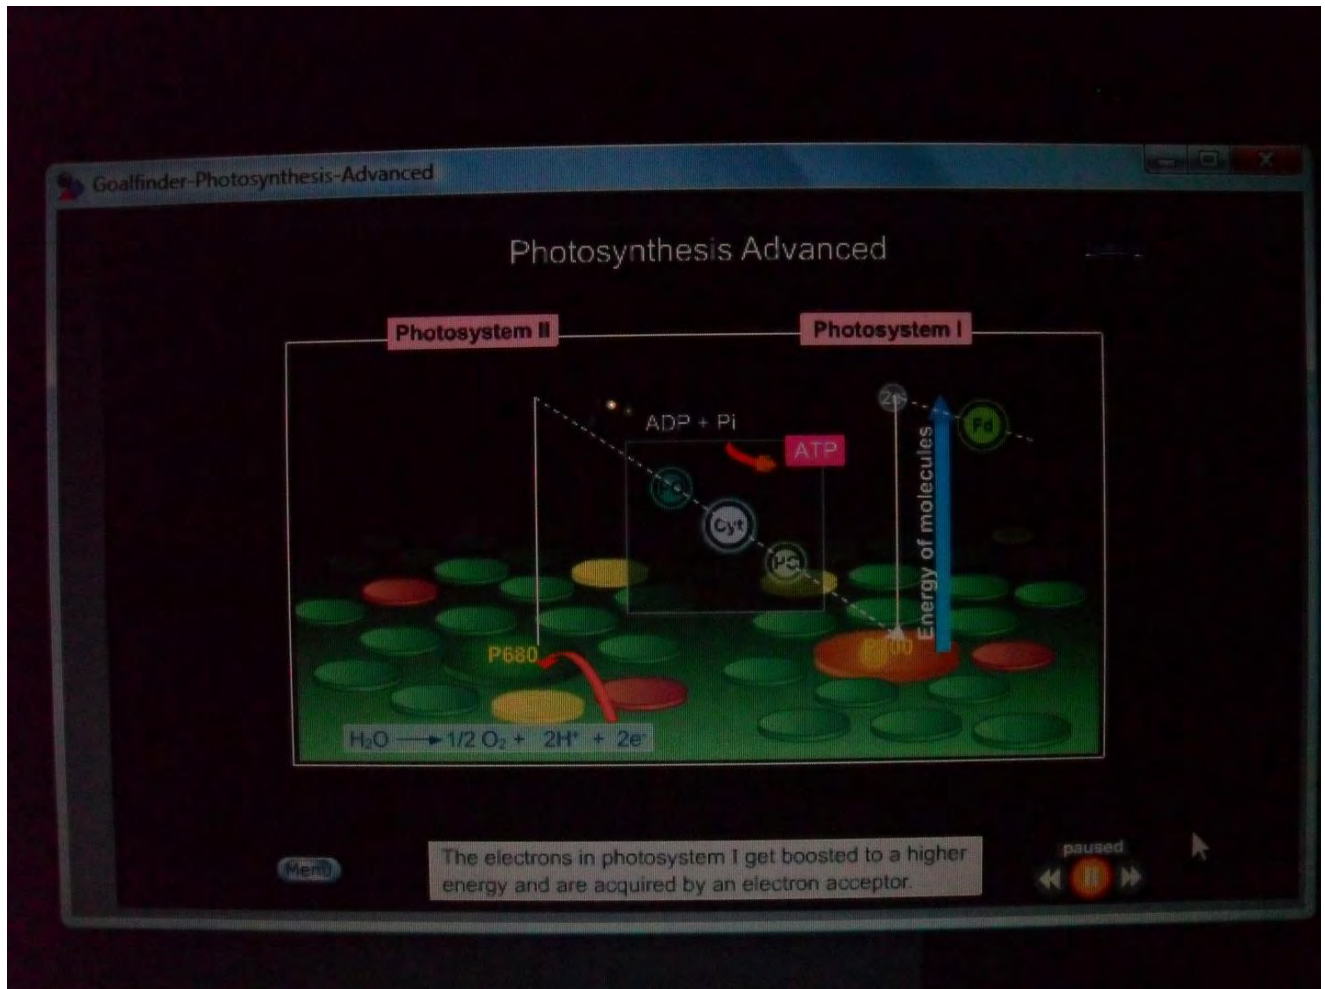 Goalfinder-Photosynthesis-Advanced
Photosynthesis Advanced
Photosystem II
Photosystem I
ADP + Pi
ATP
Cyt
Fd
Energy of molecules
P680
H₂O → 1/2 O₂ + 2H⁺ + 2e⁻
The electrons in photosystem I get boosted to a higher
energy and are acquired by an electron acceptor.
Menu
paused